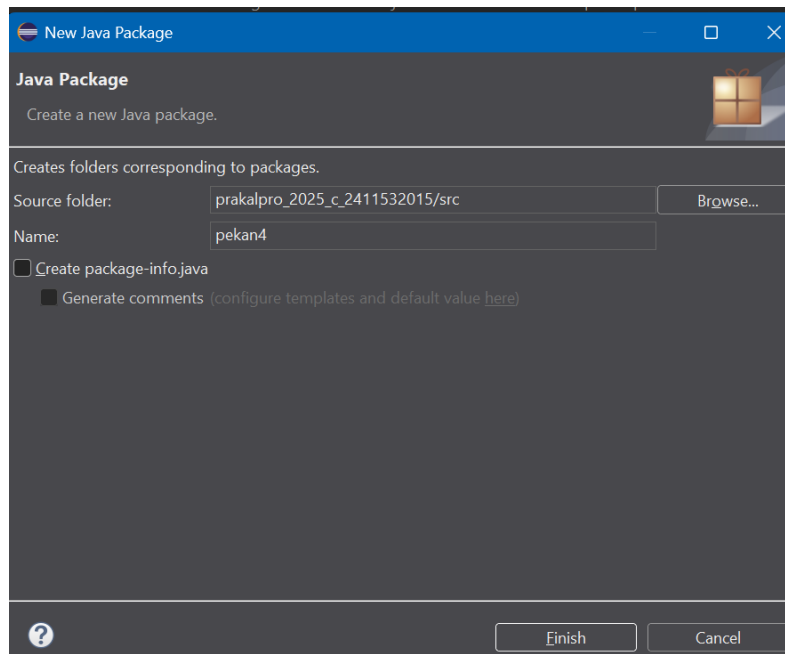 New Java Package
Java Package
Create a new Java package.
Creates folders corresponding to packages.
Source folder: prakalpro_2025_c_2411532015/src Browse...
Name: pekan4
Create package-info.java
Generate comments (configure templates and default value here)
? Finish Cancel